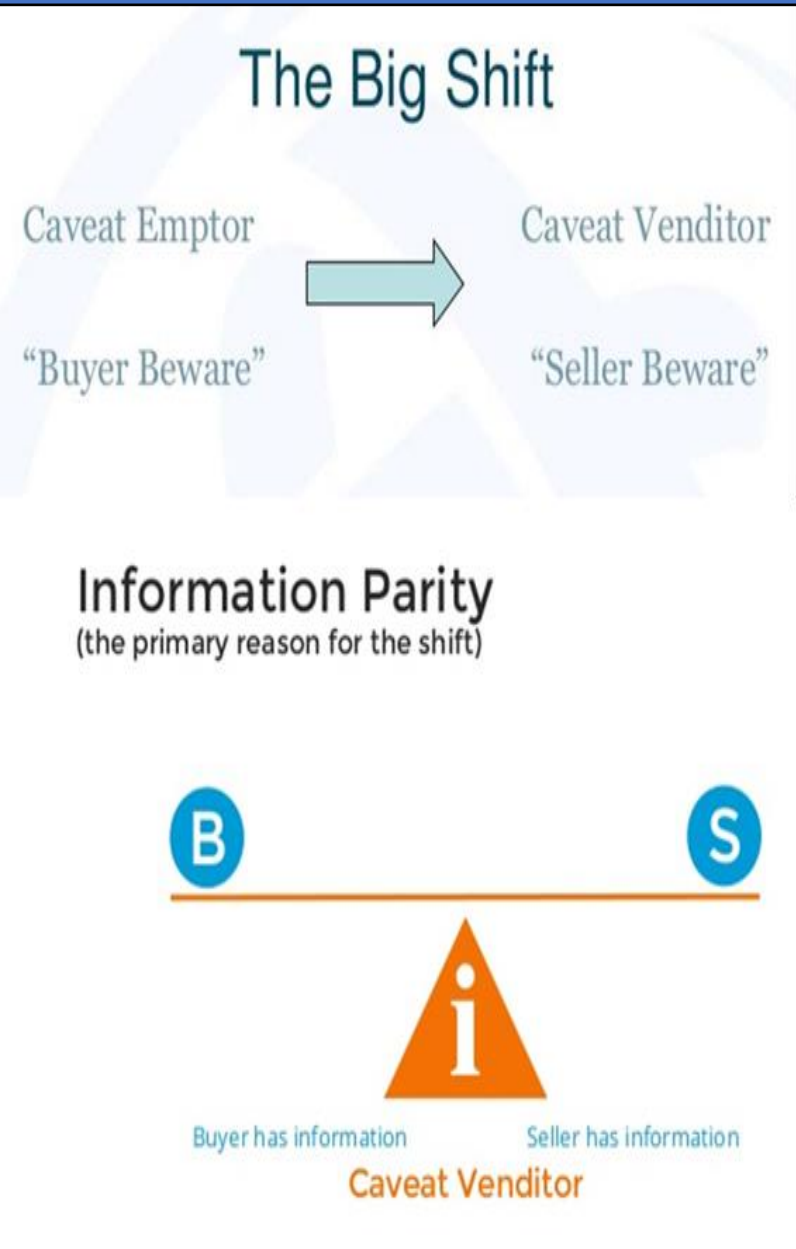 The Big Shift
Caveat Emptor
Caveat Venditor
“Buyer Beware”
“Seller Beware”
Information Parity
(the primary reason for the shift)
B
S
i
Buyer has information
Seller has information
Caveat Venditor